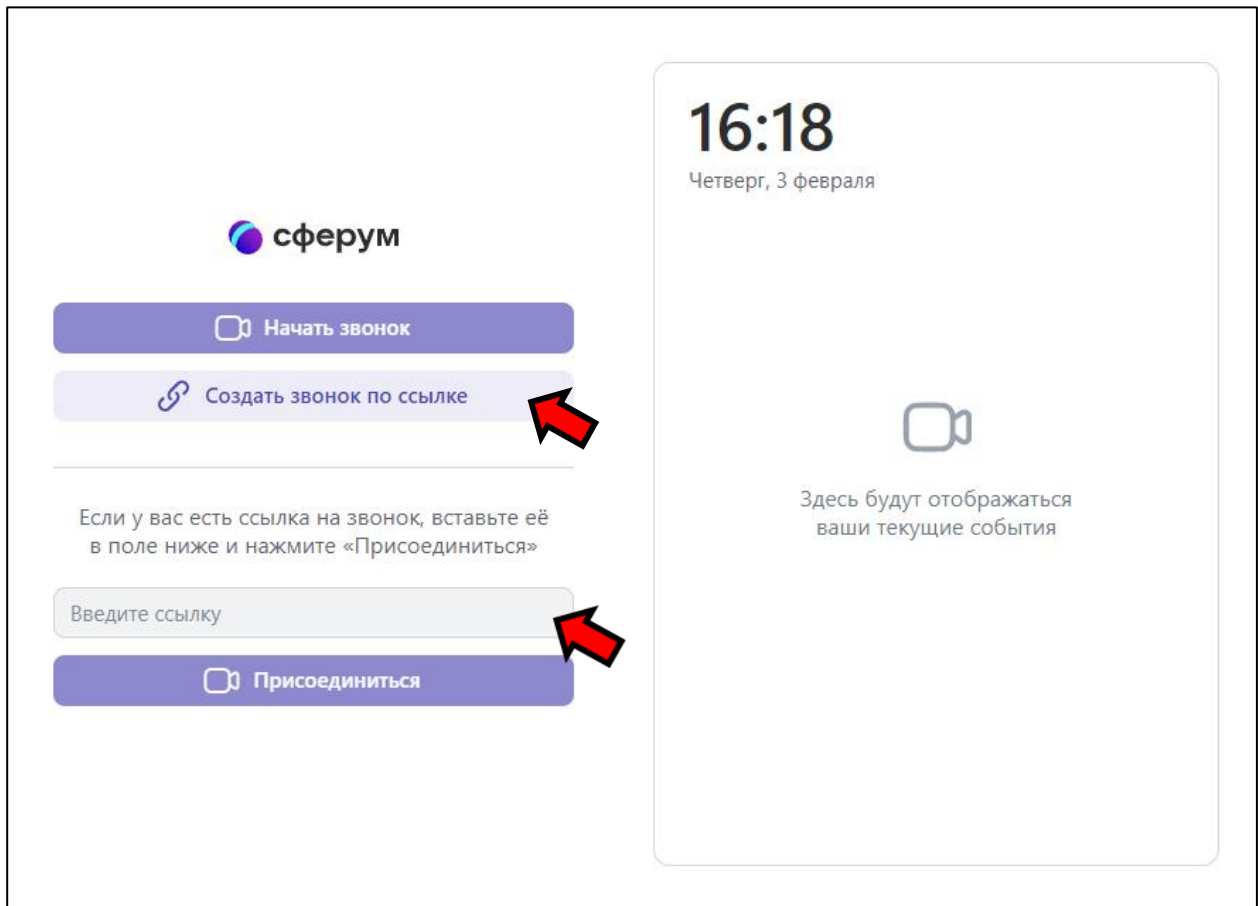 сферум
Начать звонок
Создать звонок по ссылке
Если у вас есть ссылка на звонок, вставьте её
в поле ниже и нажмите «Присоединиться»
Введите ссылку
Присоединиться
16:18
Четверг, 3 февраля
Здесь будут отображаться
ваши текущие события